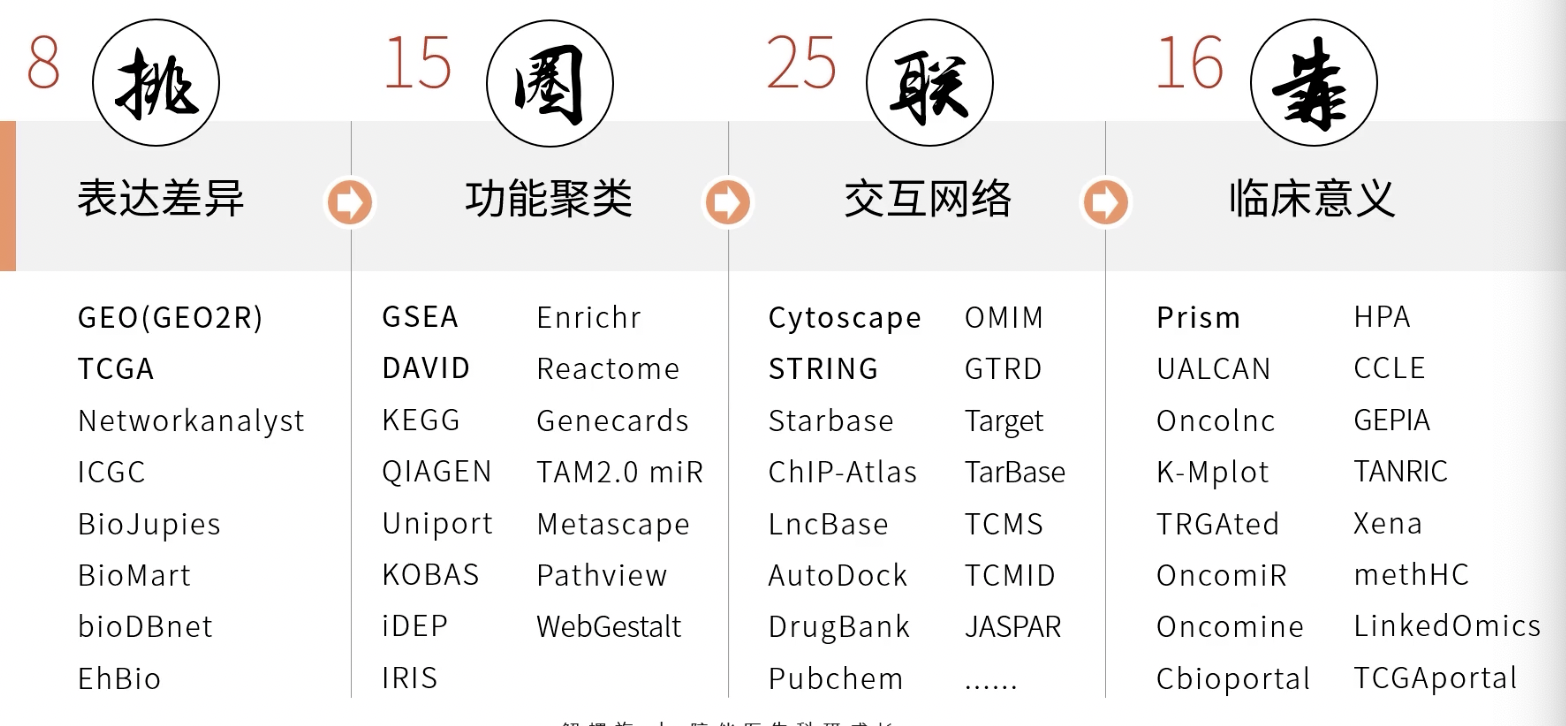 8 挑
15 圈
25 联
16 靠
表达差异
功能聚类
交互网络
临床意义
GEO(GEO2R)
TCGA
Networkanalyst
ICGC
BioJupies
BioMart
bioDBnet
EhBio
GSEA
DAVID
KEGG
QIAGEN
Uniport
KOBAS
iDEP
IRIS
Enrichr
Reactome
Genecards
TAM2.0 miR
Metascape
Pathview
WebGestalt
Cytoscape
STRING
Starbase
ChIP-Atlas
LncBase
AutoDock
DrugBank
Pubchem
OMIM
GTRD
Target
TarBase
TCMS
TCMID
JASPAR
......
Prism
UALCAN
Oncolnc
K-Mplot
TRGAted
OncomiR
Oncomine
Cbioportal
HPA
CCLE
GEPIA
TANRIC
Xena
methHC
LinkedOmics
TCGAportal